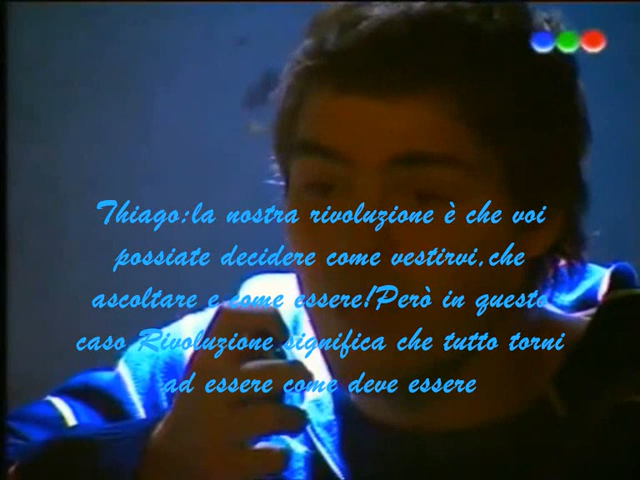 Thiago:la nostra rivoluzione è che voi
possiate decidere come vestirvi,che
ascoltare e come essere!Però in questo
caso Rivoluzione significa che tutto torni
ad essere come deve essere